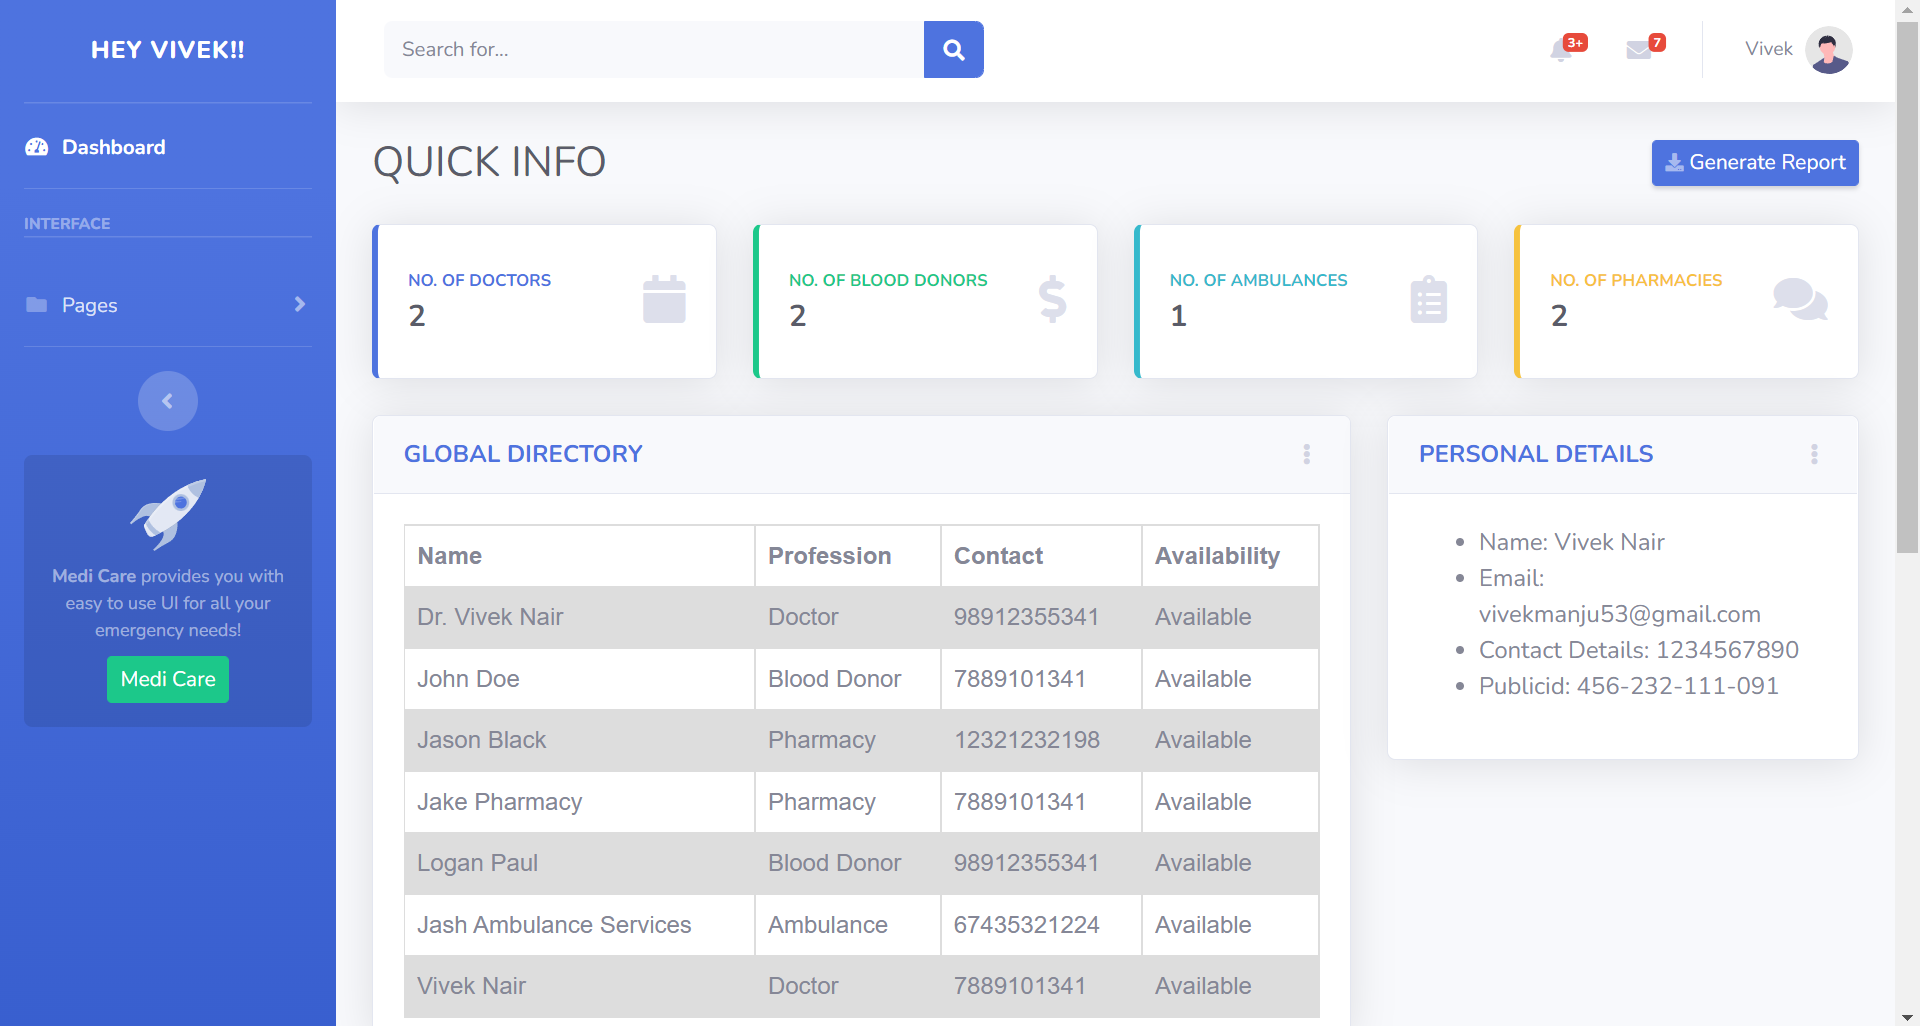 HEY VIVEK!!
Dashboard
INTERFACE
Pages
Medi Care provides you with
easy to use UI for all your
emergency needs!
Medi Care
Search for...
3+
7
Vivek
QUICK INFO
Generate Report
NO. OF DOCTORS
2
NO. OF BLOOD DONORS
2
NO. OF AMBULANCES
1
NO. OF PHARMACIES
2
GLOBAL DIRECTORY
Name Profession Contact Availability
Dr. Vivek Nair Doctor 98912355341 Available
John Doe Blood Donor 7889101341 Available
Jason Black Pharmacy 12321232198 Available
Jake Pharmacy Pharmacy 7889101341 Available
Logan Paul Blood Donor 98912355341 Available
Jash Ambulance Services Ambulance 67435321224 Available
Vivek Nair Doctor 7889101341 Available
PERSONAL DETAILS
Name: Vivek Nair
Email:
vivekmanju53@gmail.com
Contact Details: 1234567890
Publicid: 456-232-111-091